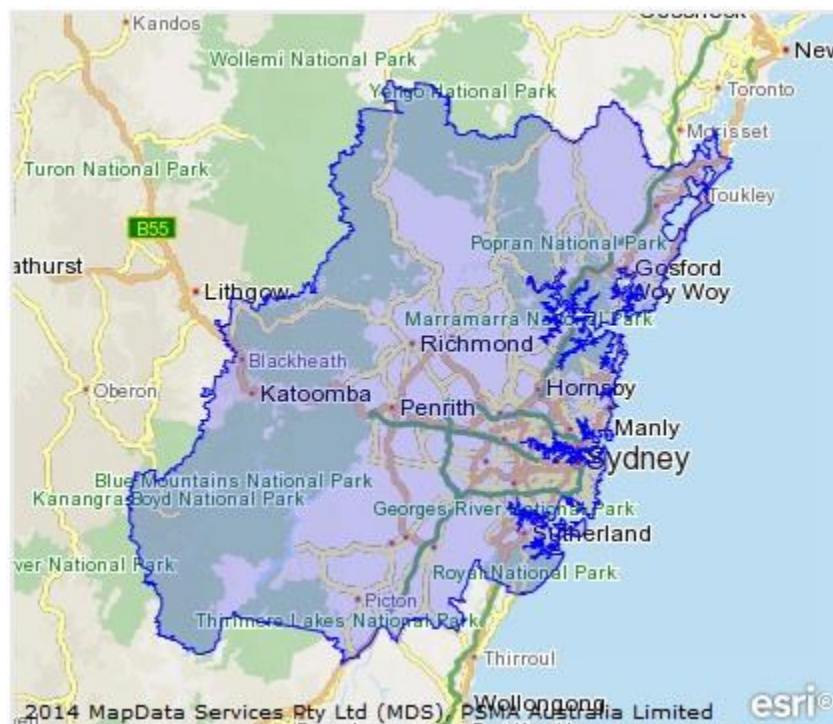 Kandos
Wollemi National Park
New
Yengo National Park
Toronto
Morisset
Turon National Park
Toukley
B55
Popran National Park
athurst
Gosford
Lithgow
Woy Woy
Marramarra National Park
Richmond
Blackheath
Oberon
Katoomba
Hornsby
Penrith
Manly
Sydney
Blue Mountains National Park
Kanangra-Boyd National Park
Georges River National Park
Sutherland
ver National Park
Royal National Park
Picton
Thirlmere Lakes National Park
Thirroul
Wollongong
2014 MapData Services Pty Ltd (MDS), PSMA Australia Limited
esri